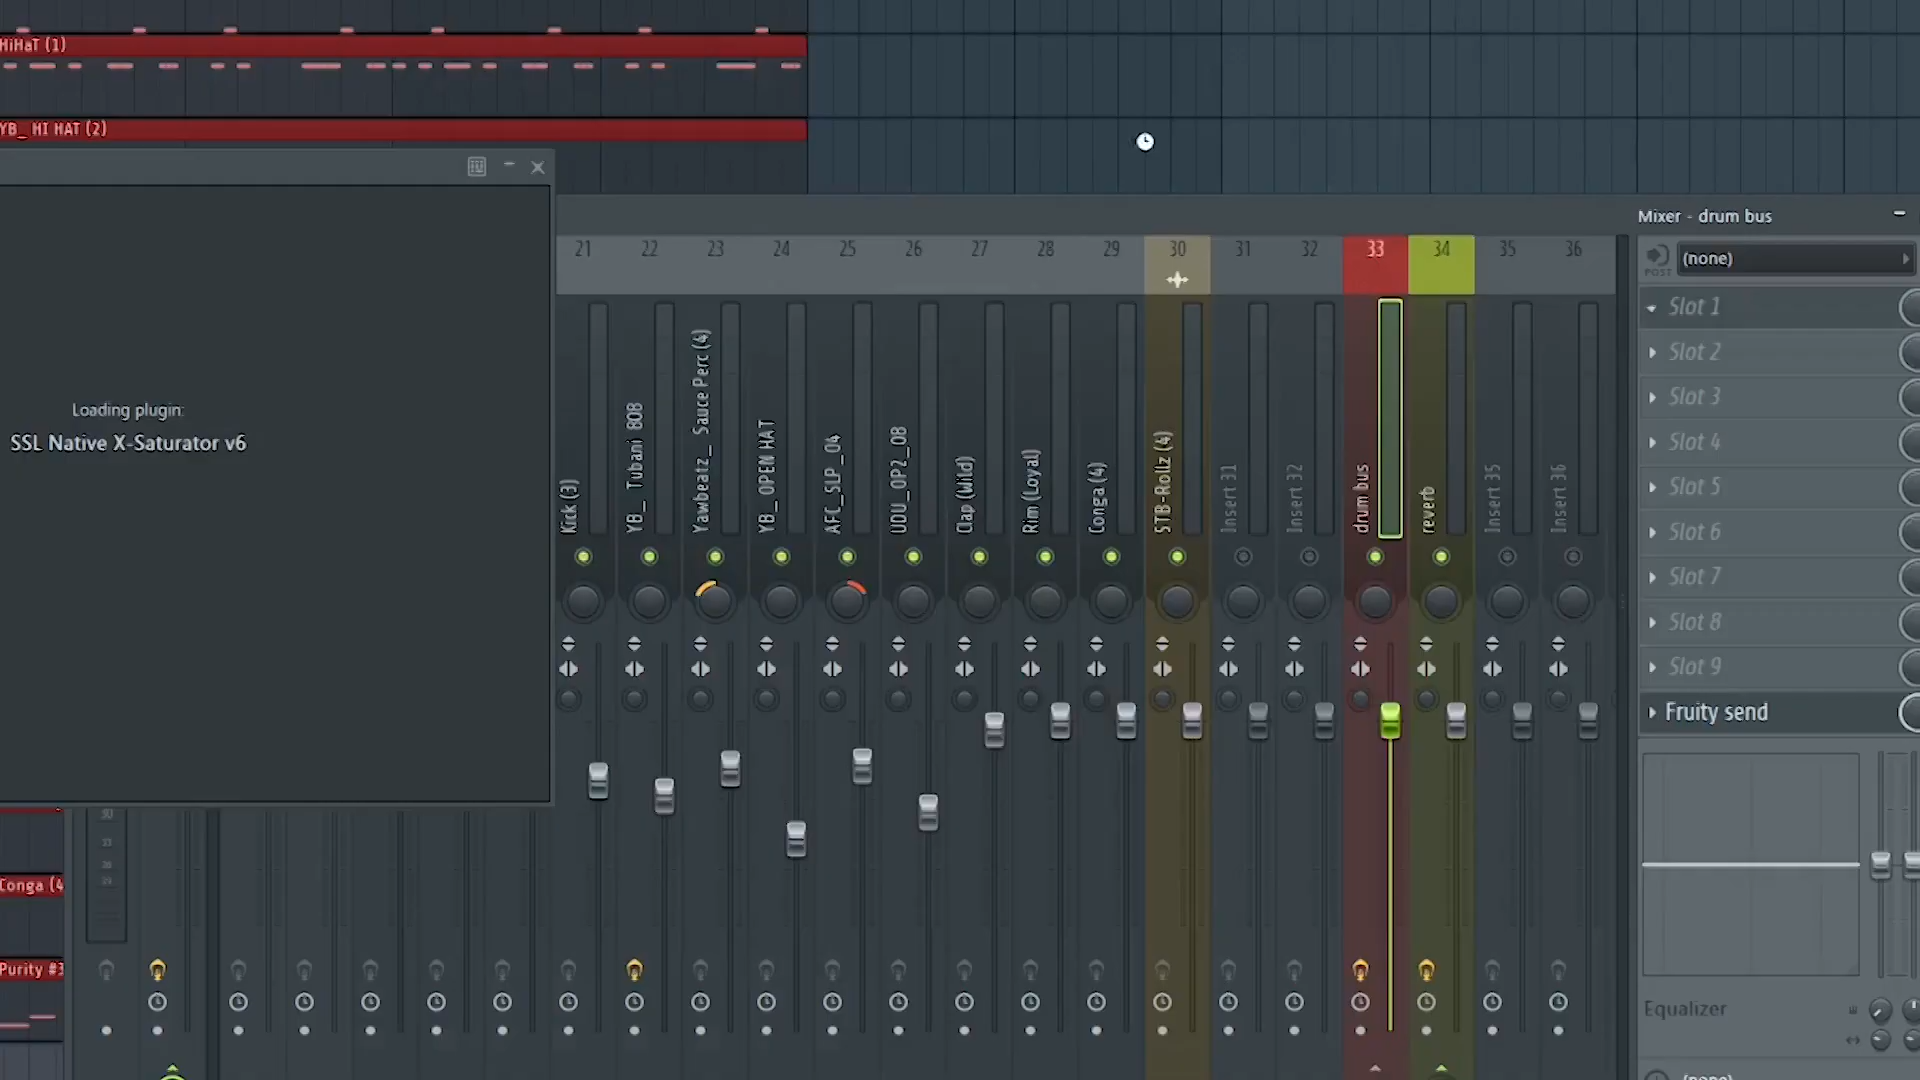 HiHaT (1)
YB_ HI HAT (2)
Loading plugin:
SSL Native X-Saturator v6
21 22 23 24 25 26 27 28 29 30 31 32 33 34 35 36
Kick (3)
YB_ Tubani 808
Yawbeatz_ Sauce Perc (4)
YB_ OPEN HAT
AFC_SLP_04
UDU_OP2_08
Clap (Wild)
Rim (Loyal)
Conga (4)
STB-Rollz (4)
Insert 31
Insert 32
drum bus
reverb
Insert 35
Insert 36
Mixer - drum bus
POST
(none)
Slot 1
Slot 2
Slot 3
Slot 4
Slot 5
Slot 6
Slot 7
Slot 8
Slot 9
Fruity send
Equalizer
(none)
Conga (4
Purity #3